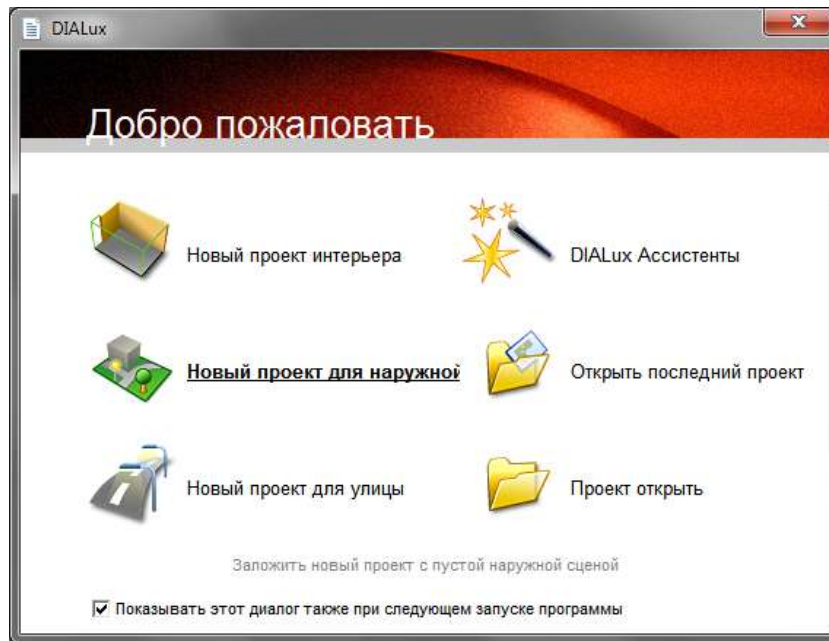 DIALux
Добро пожаловать
Новый проект интерьера
DIALux Ассистенты
Новый проект для наружной
Открыть последний проект
Новый проект для улицы
Проект открыть
Заложить новый проект с пустой наружной сценой
Показывать этот диалог также при следующем запуске программы